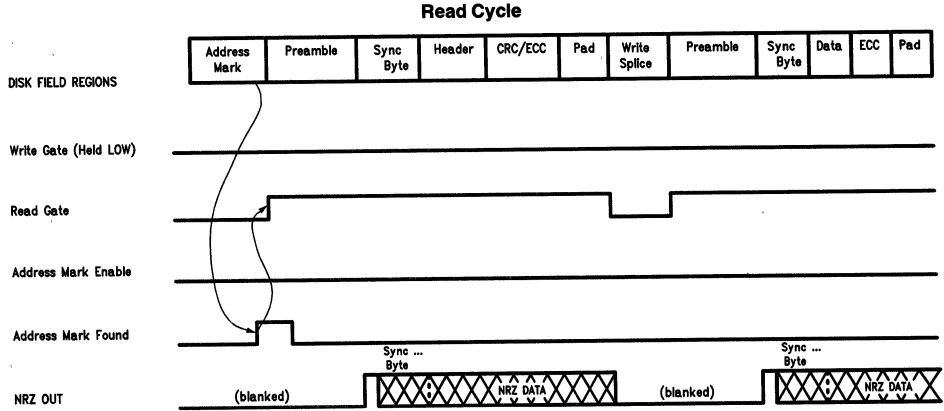 Read Cycle
Address Mark
Preamble
Sync Byte
Header
CRC/ECC
Pad
Write Splice
Preamble
Sync Byte
Data
ECC
Pad
DISK FIELD REGIONS
Write Gate (Held LOW)
Read Gate
Address Mark Enable
Address Mark Found
Sync ...
Byte
Sync ...
Byte
NRZ OUT
(blanked)
NRZ DATA
(blanked)
NRZ DATA